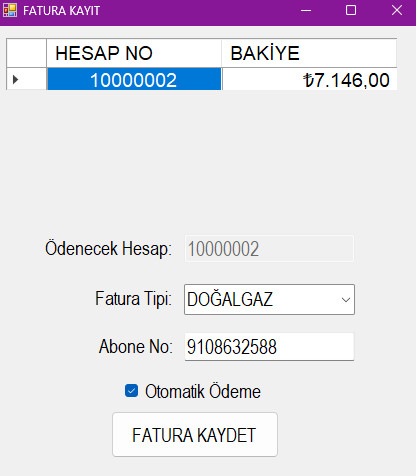 FATURA KAYIT
HESAP NO BAKİYE
10000002 ₺7.146,00
Ödenecek Hesap: 10000002
Fatura Tipi: DOĞALGAZ
Abone No: 9108632588
Otomatik Ödeme
FATURA KAYDET